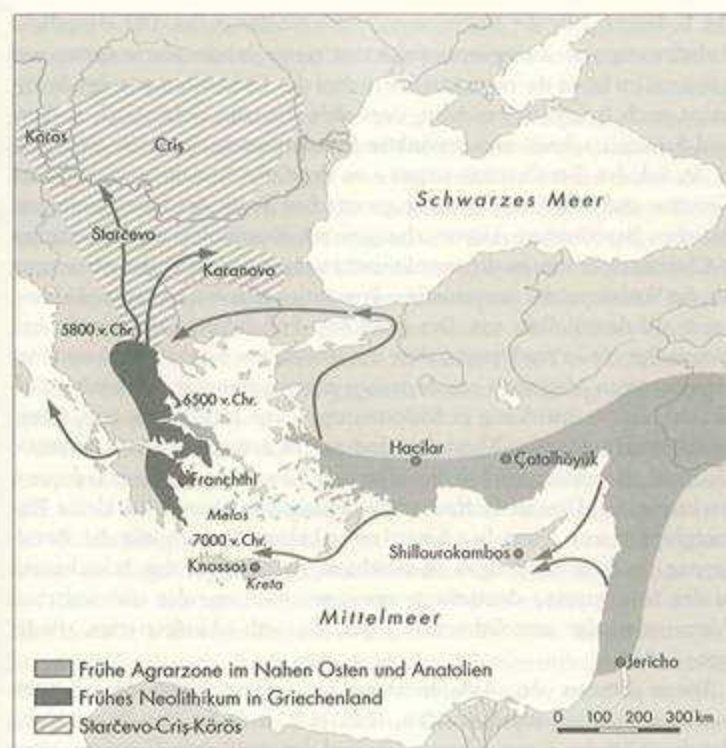 Körös
Criş
Schwarzes Meer
Starčevo
Karanovo
5800 v. Chr.
6500 v. Chr.
Hacılar
Çatalhöyük
Franchthi
Melos
7000 v. Chr.
Knossos
Kreta
Shillourokambos
Mittelmeer
Jericho
Frühe Agrarzone im Nahen Osten und Anatolien
Frühes Neolithikum in Griechenland
Starčevo-Criş-Körös
0 100 200 300 km